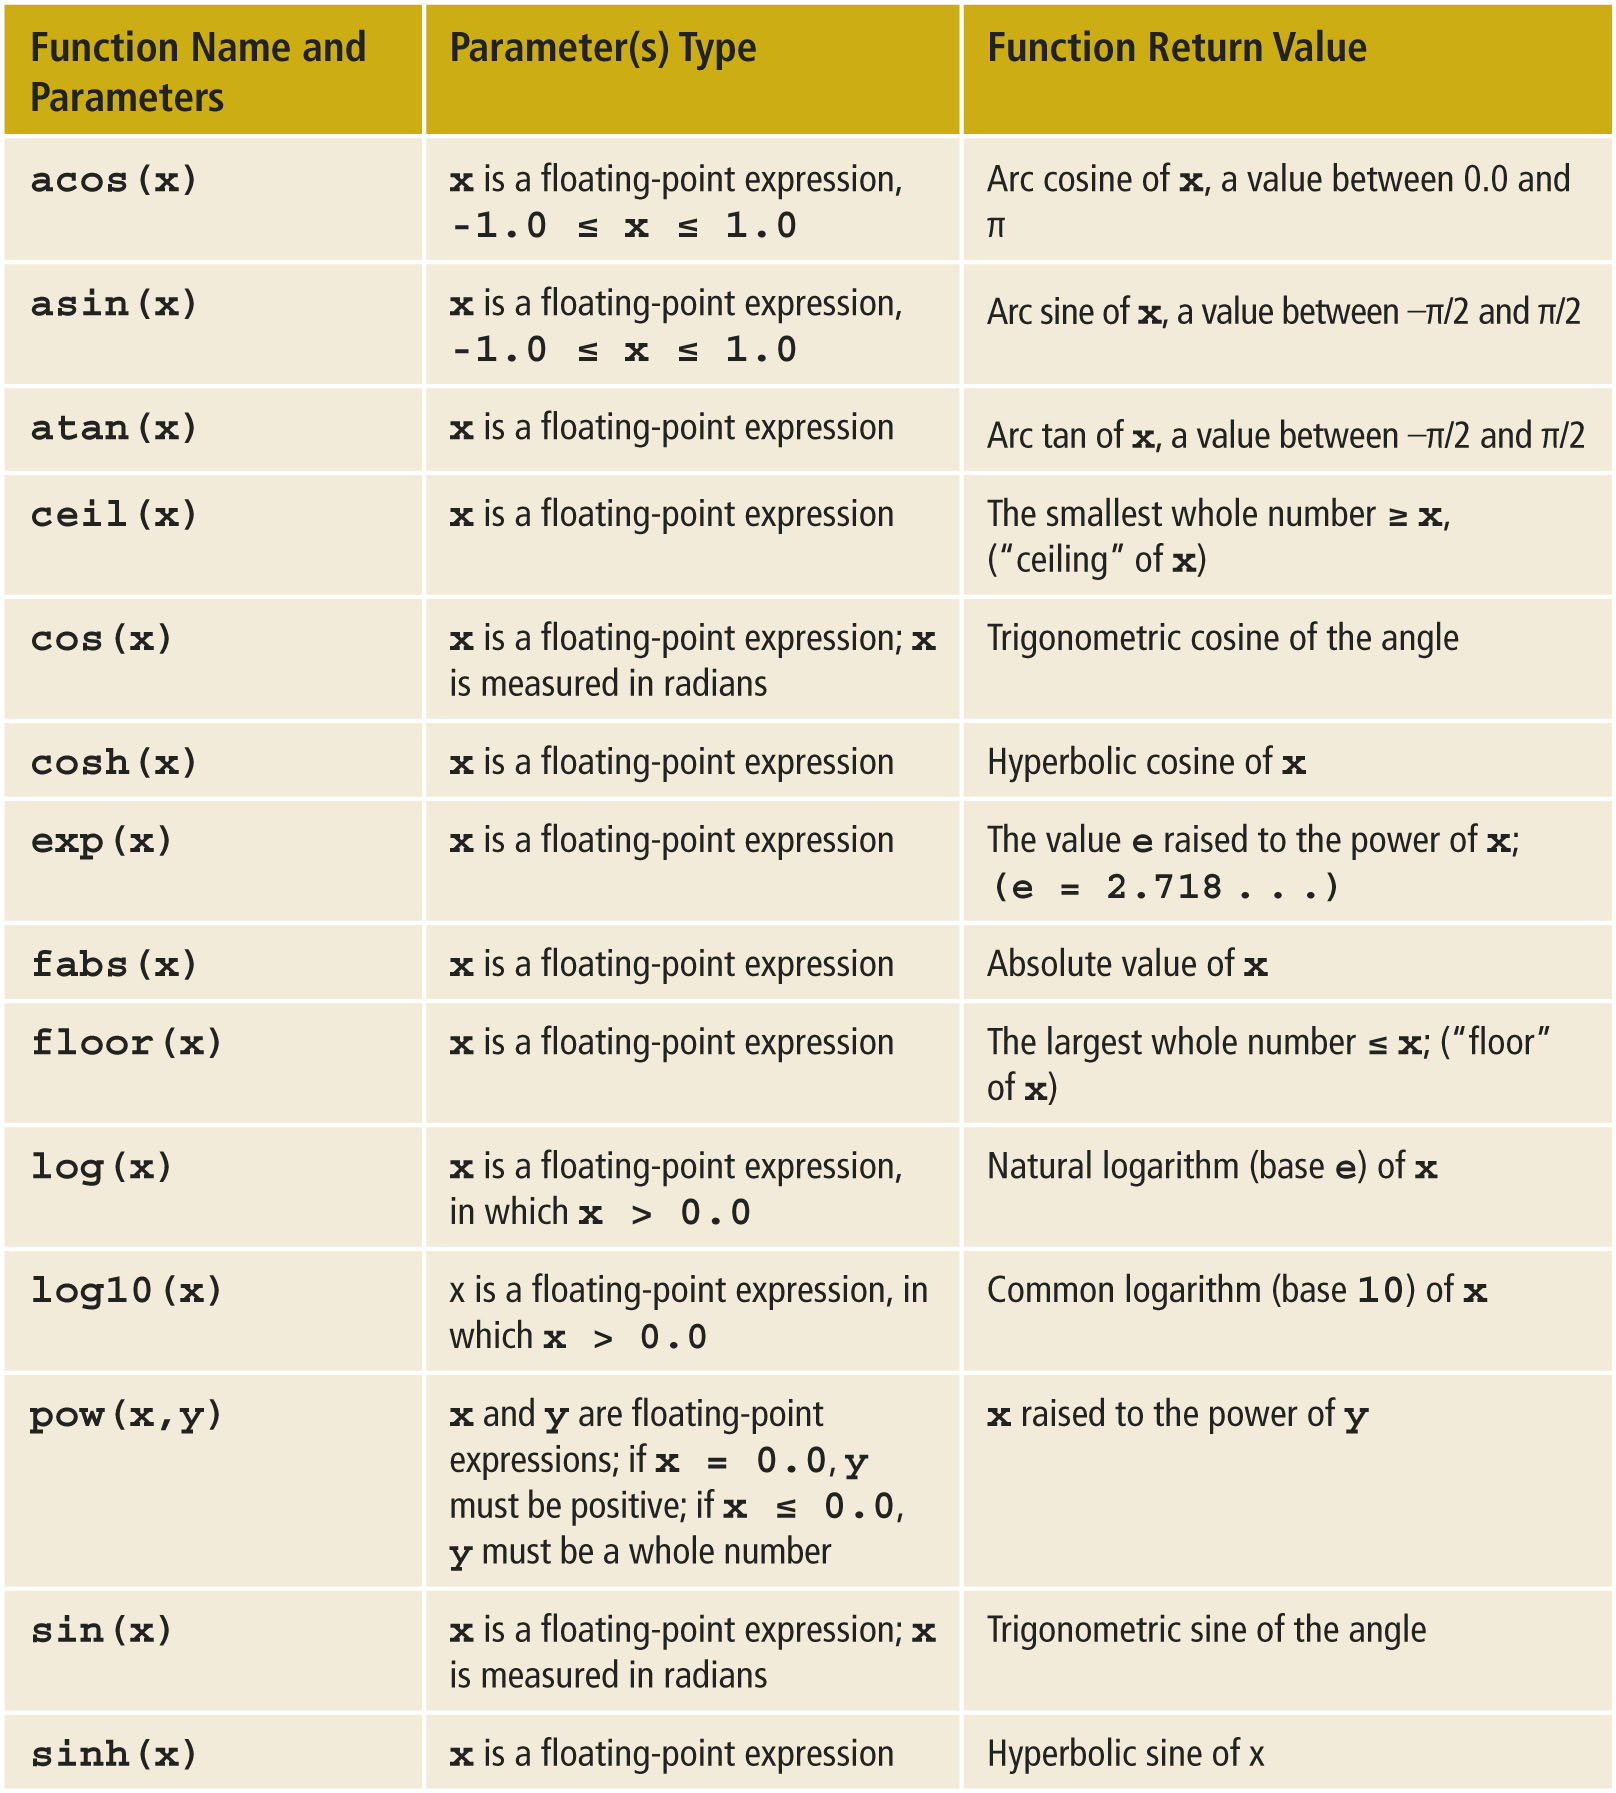 Function Name and
Parameters
Parameter(s) Type
Function Return Value
acos(x)
x is a floating-point expression,
-1.0 ≤ x ≤ 1.0
Arc cosine of x, a value between 0.0 and
π
asin(x)
x is a floating-point expression,
-1.0 ≤ x ≤ 1.0
Arc sine of x, a value between –π/2 and π/2
atan(x)
x is a floating-point expression
Arc tan of x, a value between –π/2 and π/2
ceil(x)
x is a floating-point expression
The smallest whole number ≥ x,
(“ceiling” of x)
cos(x)
x is a floating-point expression; x
is measured in radians
Trigonometric cosine of the angle
cosh(x)
x is a floating-point expression
Hyperbolic cosine of x
exp(x)
x is a floating-point expression
The value e raised to the power of x;
(e = 2.718 . . .)
fabs(x)
x is a floating-point expression
Absolute value of x
floor(x)
x is a floating-point expression
The largest whole number ≤ x; (“floor”
of x)
log(x)
x is a floating-point expression,
in which x > 0.0
Natural logarithm (base e) of x
log10(x)
x is a floating-point expression, in
which x > 0.0
Common logarithm (base 10) of x
pow(x,y)
x and y are floating-point
expressions; if x = 0.0, y
must be positive; if x ≤ 0.0,
y must be a whole number
x raised to the power of y
sin(x)
x is a floating-point expression; x
is measured in radians
Trigonometric sine of the angle
sinh(x)
x is a floating-point expression
Hyperbolic sine of x